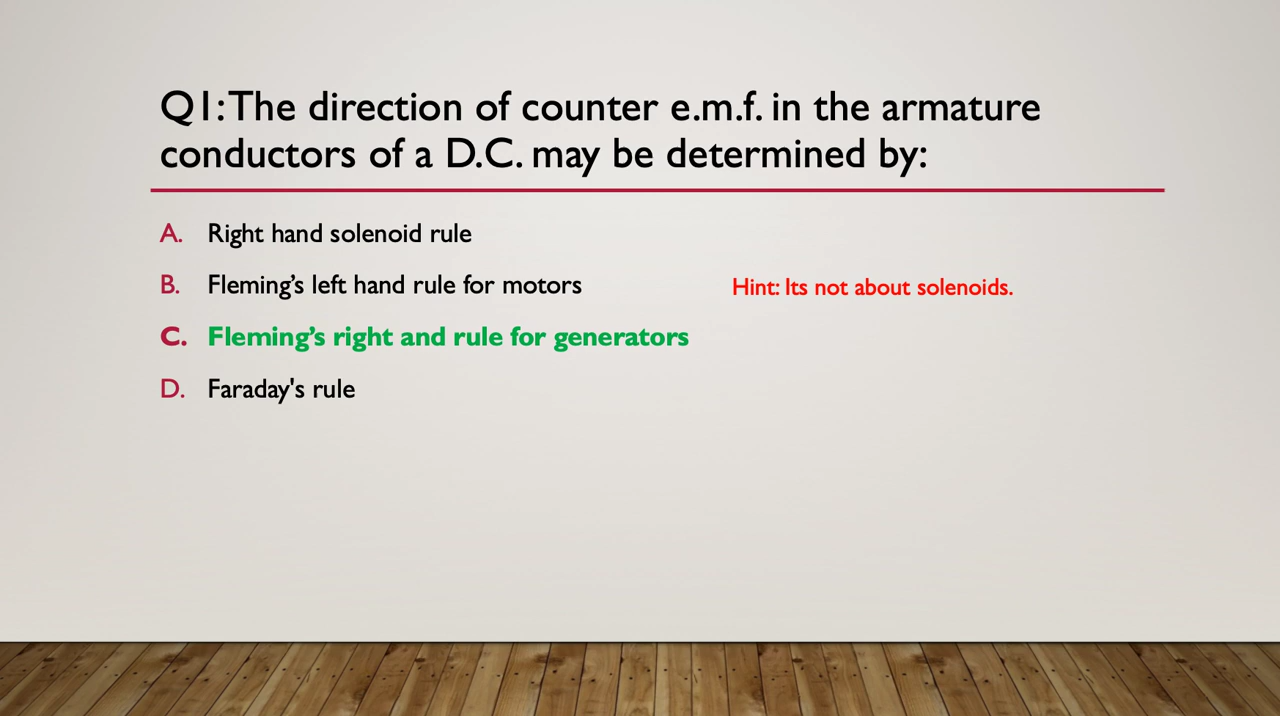 Q1: The direction of counter e.m.f. in the armature
conductors of a D.C. may be determined by:
A. Right hand solenoid rule
B. Fleming's left hand rule for motors
Hint: Its not about solenoids.
C. Fleming's right and rule for generators
D. Faraday's rule